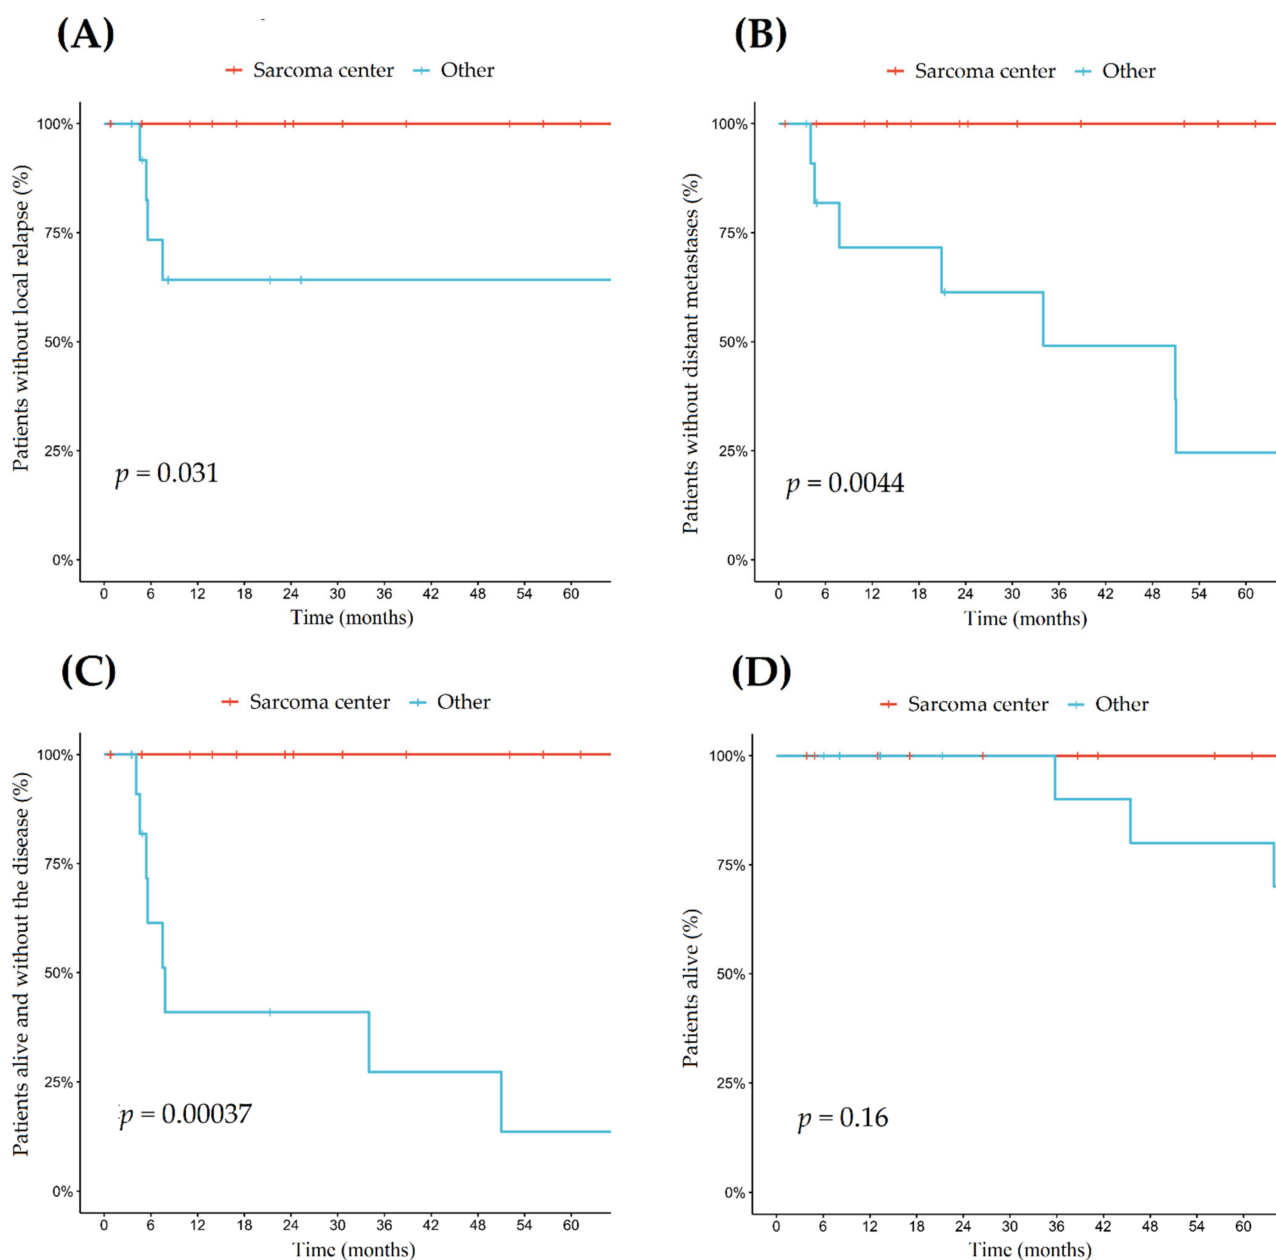 (A)
Sarcoma center Other
Patients without local relapse (%)
100%
75%
50%
25%
0%
p = 0.031
0 6 12 18 24 30 36 42 48 54 60
Time (months)
(B)
Sarcoma center Other
Patients without distant metastases (%)
100%
75%
50%
25%
0%
p = 0.0044
0 6 12 18 24 30 36 42 48 54 60
Time (months)
(C)
Sarcoma center Other
Patients alive and without the disease (%)
100%
75%
50%
25%
0%
p = 0.00037
0 6 12 18 24 30 36 42 48 54 60
Time (months)
(D)
Sarcoma center Other
Patients alive (%)
100%
75%
50%
25%
0%
p = 0.16
0 6 12 18 24 30 36 42 48 54 60
Time (months)